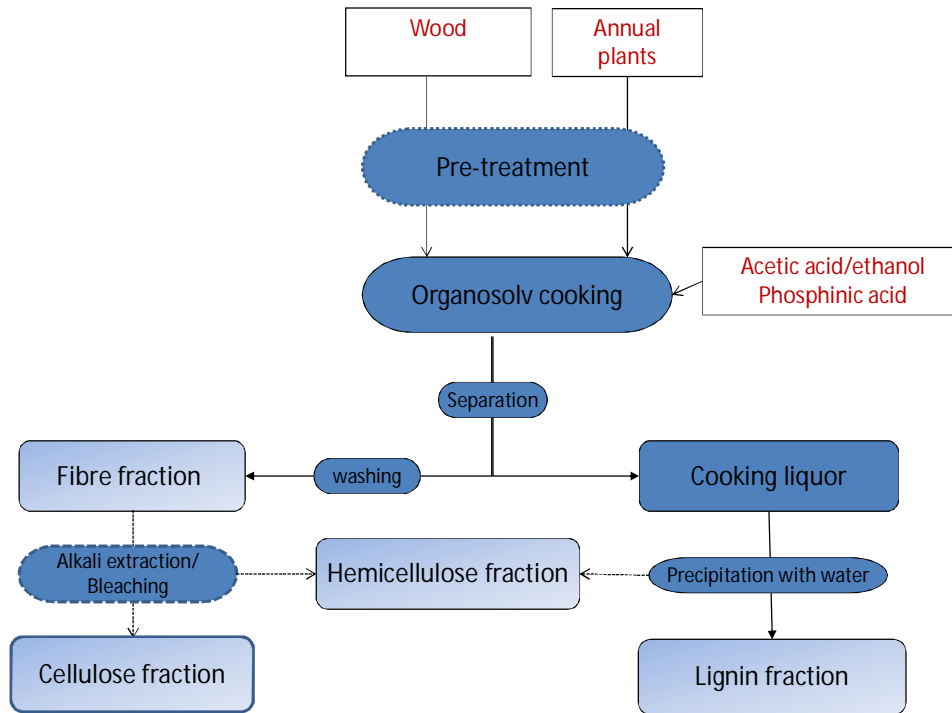 Wood
Annual
plants
Pre-treatment
Organosolv cooking
Acetic acid/ethanol
Phosphinic acid
Separation
Fibre fraction
washing
Cooking liquor
Alkali extraction/
Bleaching
Hemicellulose fraction
Precipitation with water
Cellulose fraction
Lignin fraction